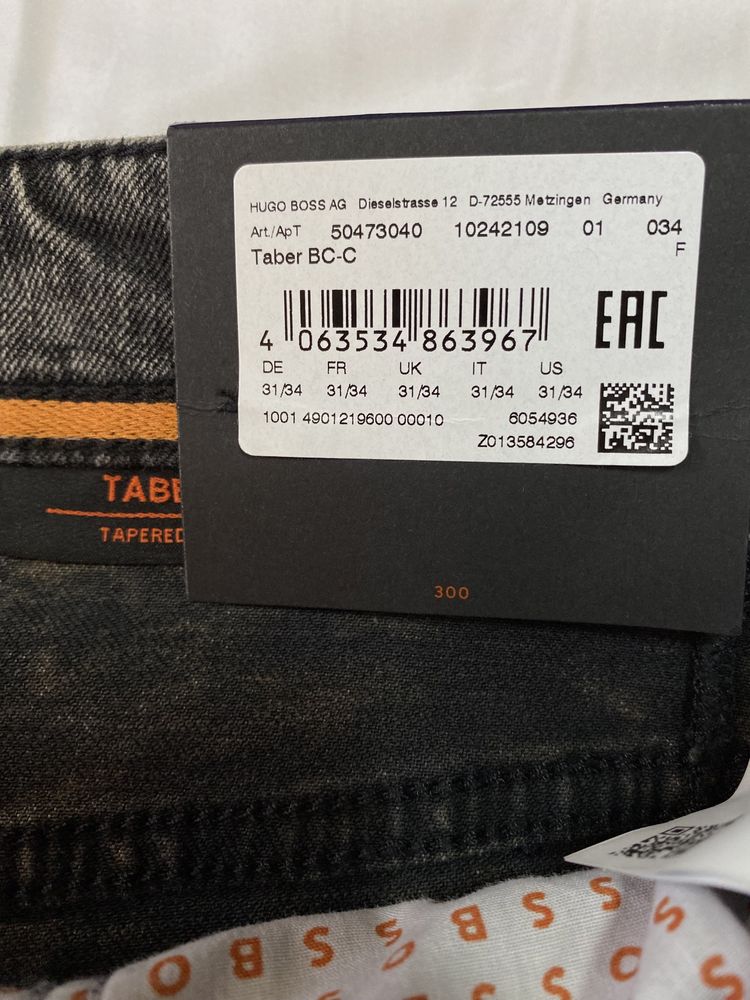 HUGO BOSS AG Dieselstrasse 12 D-72555 Metzingen Germany
Art./АрТ 50473040 10242109 01 034
Taber BC-C F
4 063534 863967
EAC
DE FR UK IT US
31/34 31/34 31/34 31/34 31/34
1001 4901219600 00010 6054936
Z013584296
TABE
TAPERED
300
S S S S
S B S S
S B O S S B S S O S